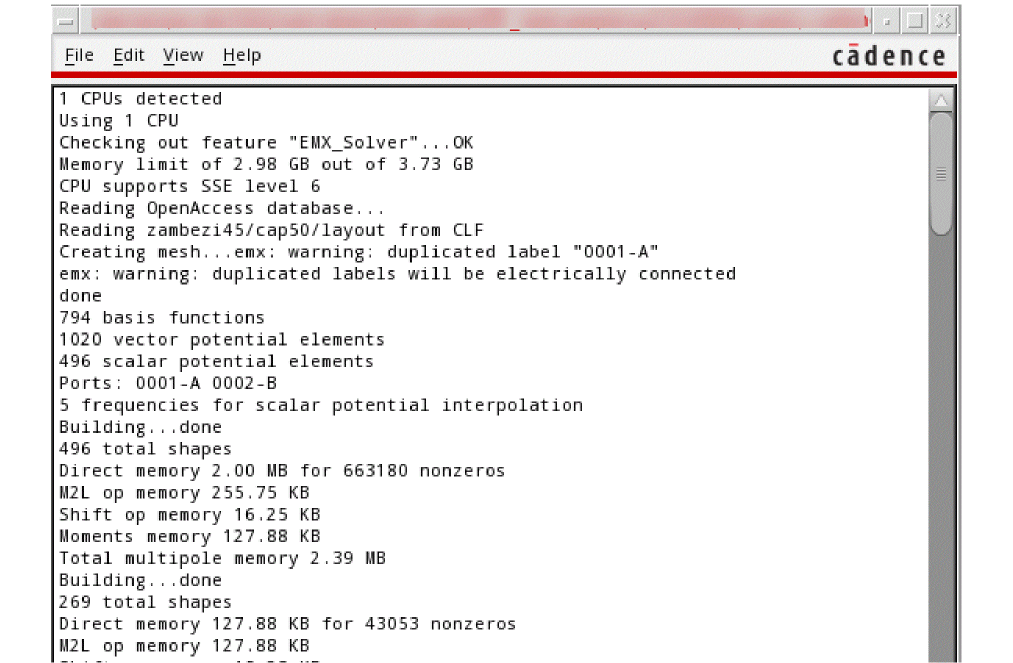 File Edit View Help
cādence
1 CPUs detected
Using 1 CPU
Checking out feature "EMX_Solver"...OK
Memory limit of 2.98 GB out of 3.73 GB
CPU supports SSE level 6
Reading OpenAccess database...
Reading zambezi45/cap50/layout from CLF
Creating mesh...emx: warning: duplicated label "0001-A"
emx: warning: duplicated labels will be electrically connected
done
794 basis functions
1020 vector potential elements
496 scalar potential elements
Ports: 0001-A 0002-B
5 frequencies for scalar potential interpolation
Building...done
496 total shapes
Direct memory 2.00 MB for 663180 nonzeros
M2L op memory 255.75 KB
Shift op memory 16.25 KB
Moments memory 127.88 KB
Total multipole memory 2.39 MB
Building...done
269 total shapes
Direct memory 127.88 KB for 43053 nonzeros
M2L op memory 127.88 KB